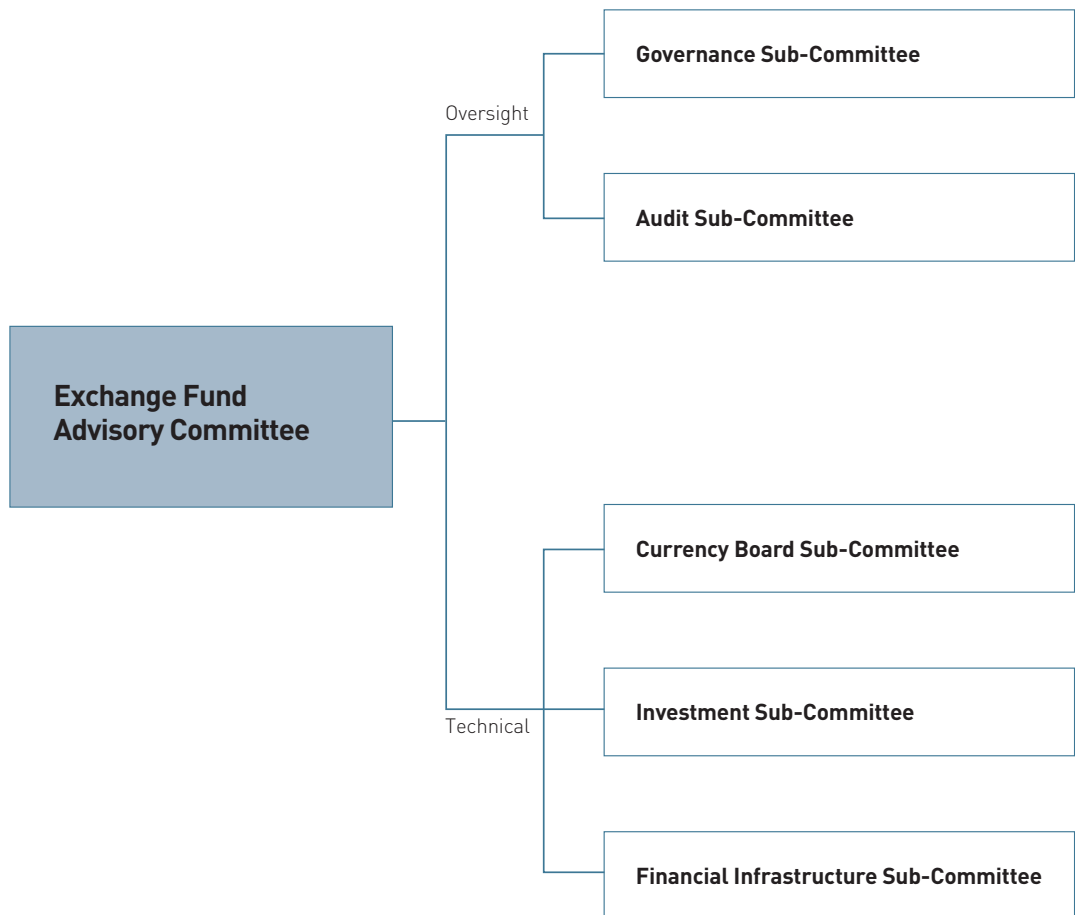 Governance Sub-Committee
Oversight
Audit Sub-Committee
Exchange Fund
Advisory Committee
Currency Board Sub-Committee
Investment Sub-Committee
Technical
Financial Infrastructure Sub-Committee